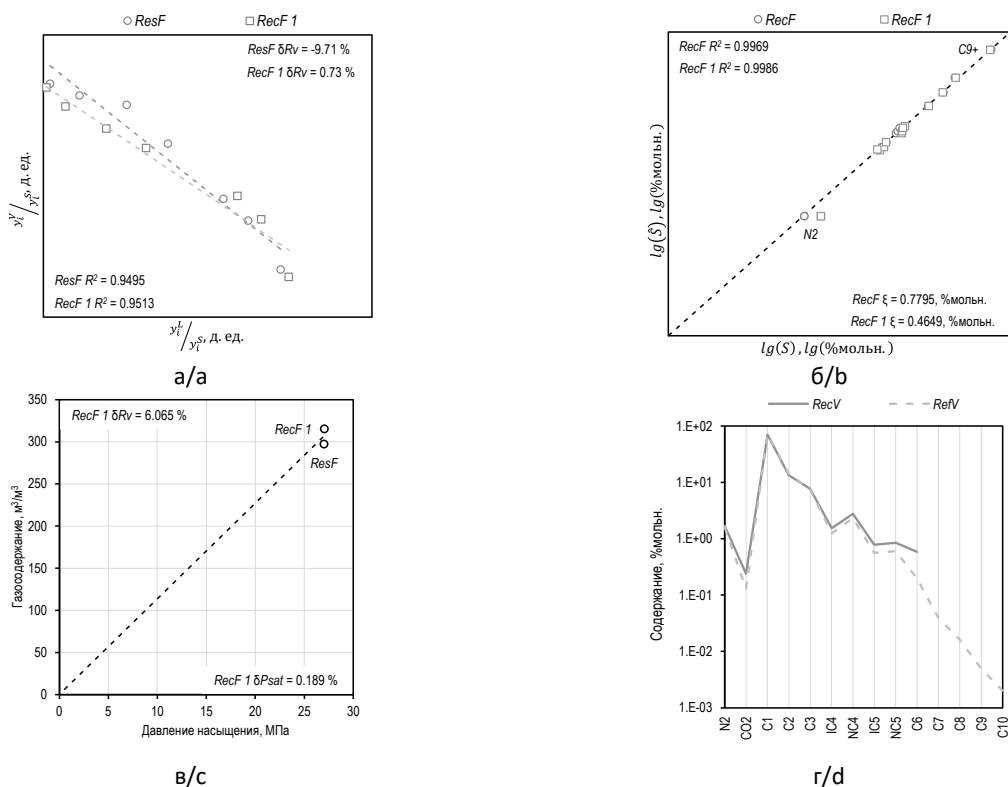 ResF RecF 1
ResF δRv = -9.71 %
RecF 1 δRv = 0.73 %
y_i^V/y_i^S, д. ед.
ResF R² = 0.9495
RecF 1 R² = 0.9513
y_i^L/y_i^S, д. ед.
а/a
RecF RecF 1
RecF R² = 0.9969
RecF 1 R² = 0.9986
C9+
N2
lg(Ŝ), lg(%мольн.)
RecF ξ = 0.7795, %мольн.
RecF 1 ξ = 0.4649, %мольн.
lg(S), lg(%мольн.)
б/b
350
300
250
200
150
100
50
0
Газосодержание, м³/м³
RecF 1 δRv = 6.065 %
RecF 1
ResF
RecF 1 δPsat = 0.189 %
0 5 10 15 20 25 30
Давление насыщения, МПа
в/c
RecV RefV
1.E+02
1.E+01
1.E+00
1.E-01
1.E-02
1.E-03
Содержание, %мольн.
N2 CO2 C1 C2 C3 IC4 NC4 IC5 NC5 C6 C7 C8 C9 C10
г/d